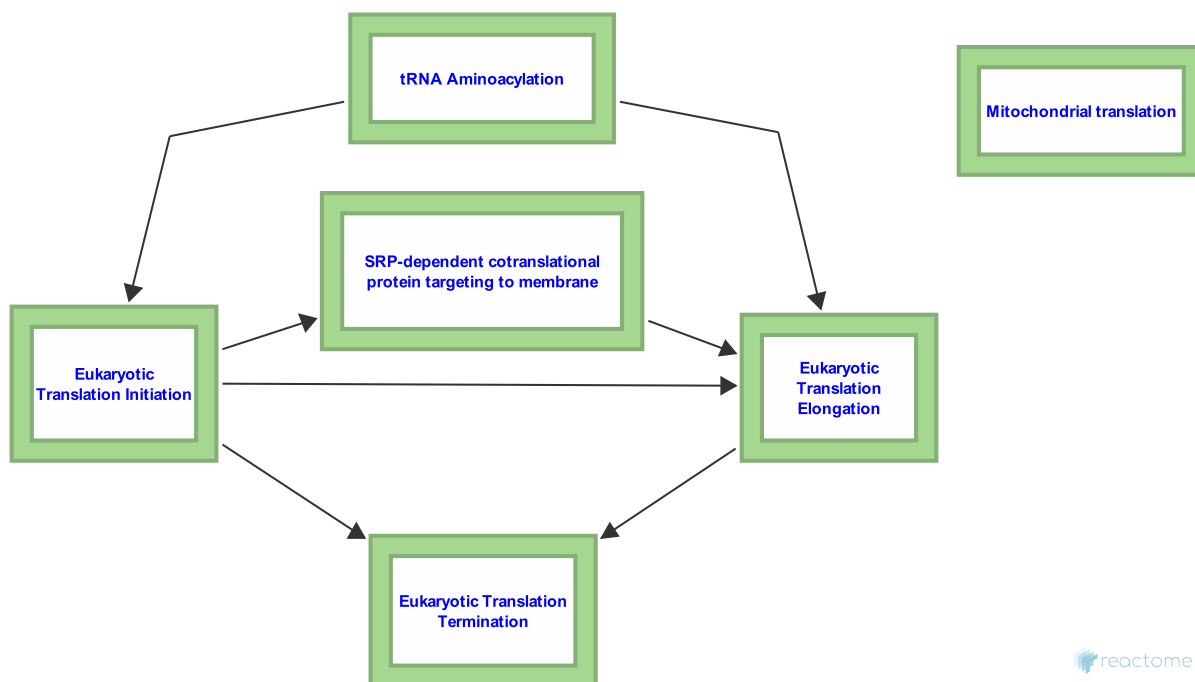 tRNA Aminoacylation
Mitochondrial translation
SRP-dependent cotranslational
protein targeting to membrane
Eukaryotic
Translation Initiation
Eukaryotic
Translation
Elongation
Eukaryotic Translation
Termination
reactome